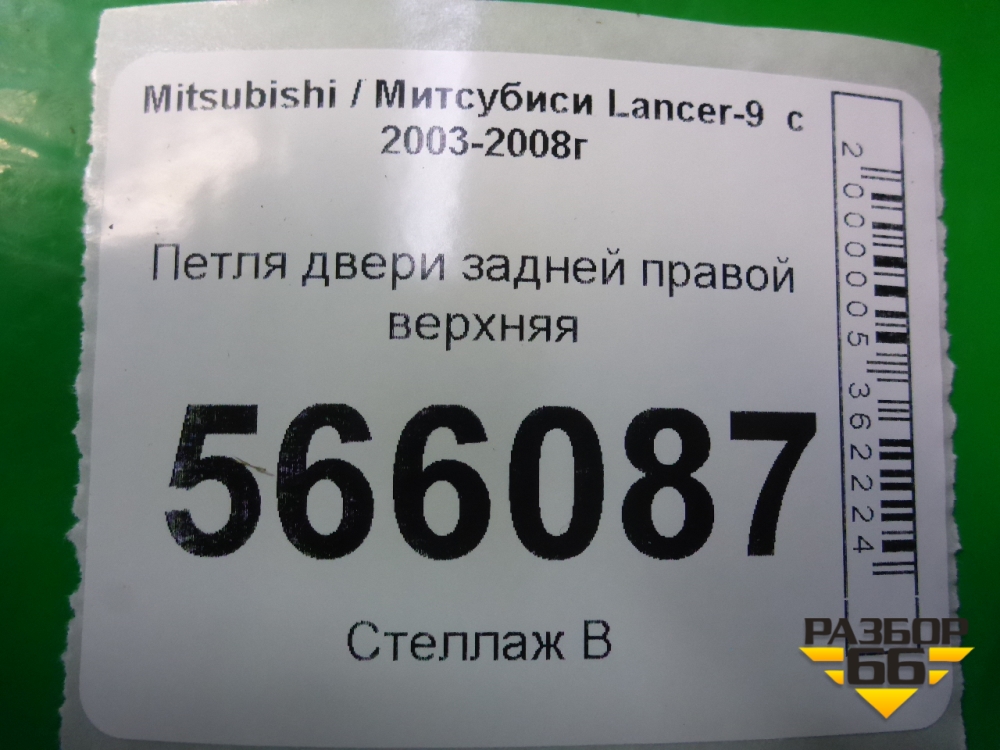 Mitsubishi / Митсубиси Lancer-9 с
2003-2008г
Петля двери задней правой
верхняя
566087
Стеллаж В
2000005362224
РАЗБОР
66